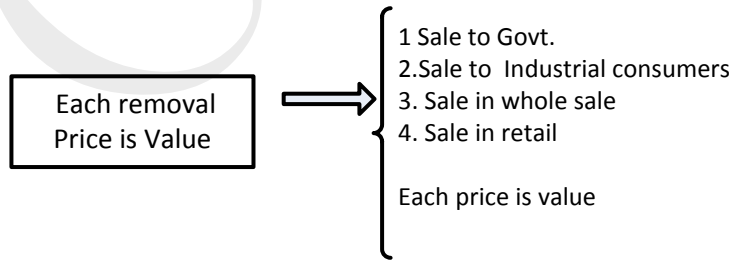 Each removal
Price is Value
1 Sale to Govt.
2.Sale to Industrial consumers
3. Sale in whole sale
4. Sale in retail
Each price is value